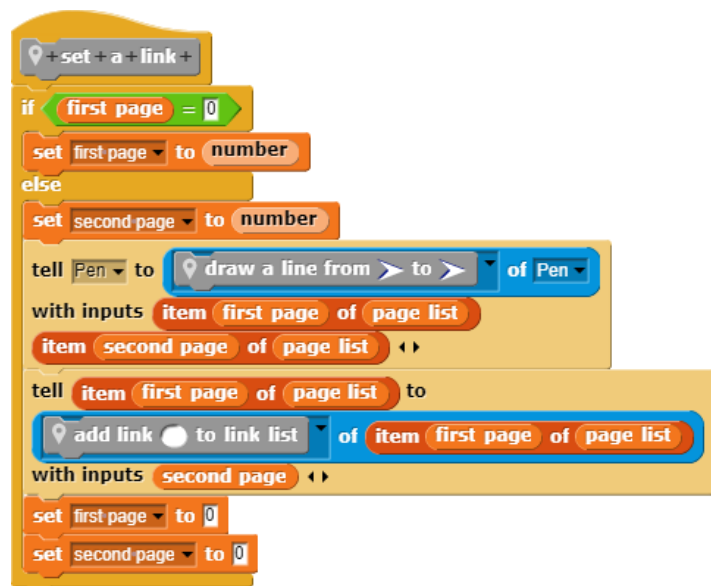 +set+a+link+
if first page = 0
set first page to number
else
set second page to number
tell Pen to draw a line from to of Pen
with inputs item first page of page list
item second page of page list
tell item first page of page list to
add link to link list of item first page of page list
with inputs second page
set first page to 0
set second page to 0